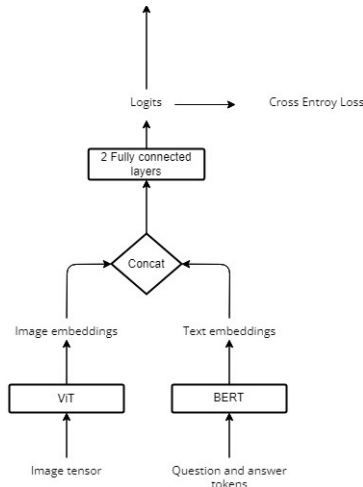 Logits
Cross Entroy Loss
2 Fully connected
layers
Concat
Image embeddings
Text embeddings
ViT
BERT
Image tensor
Question and answer
tokens